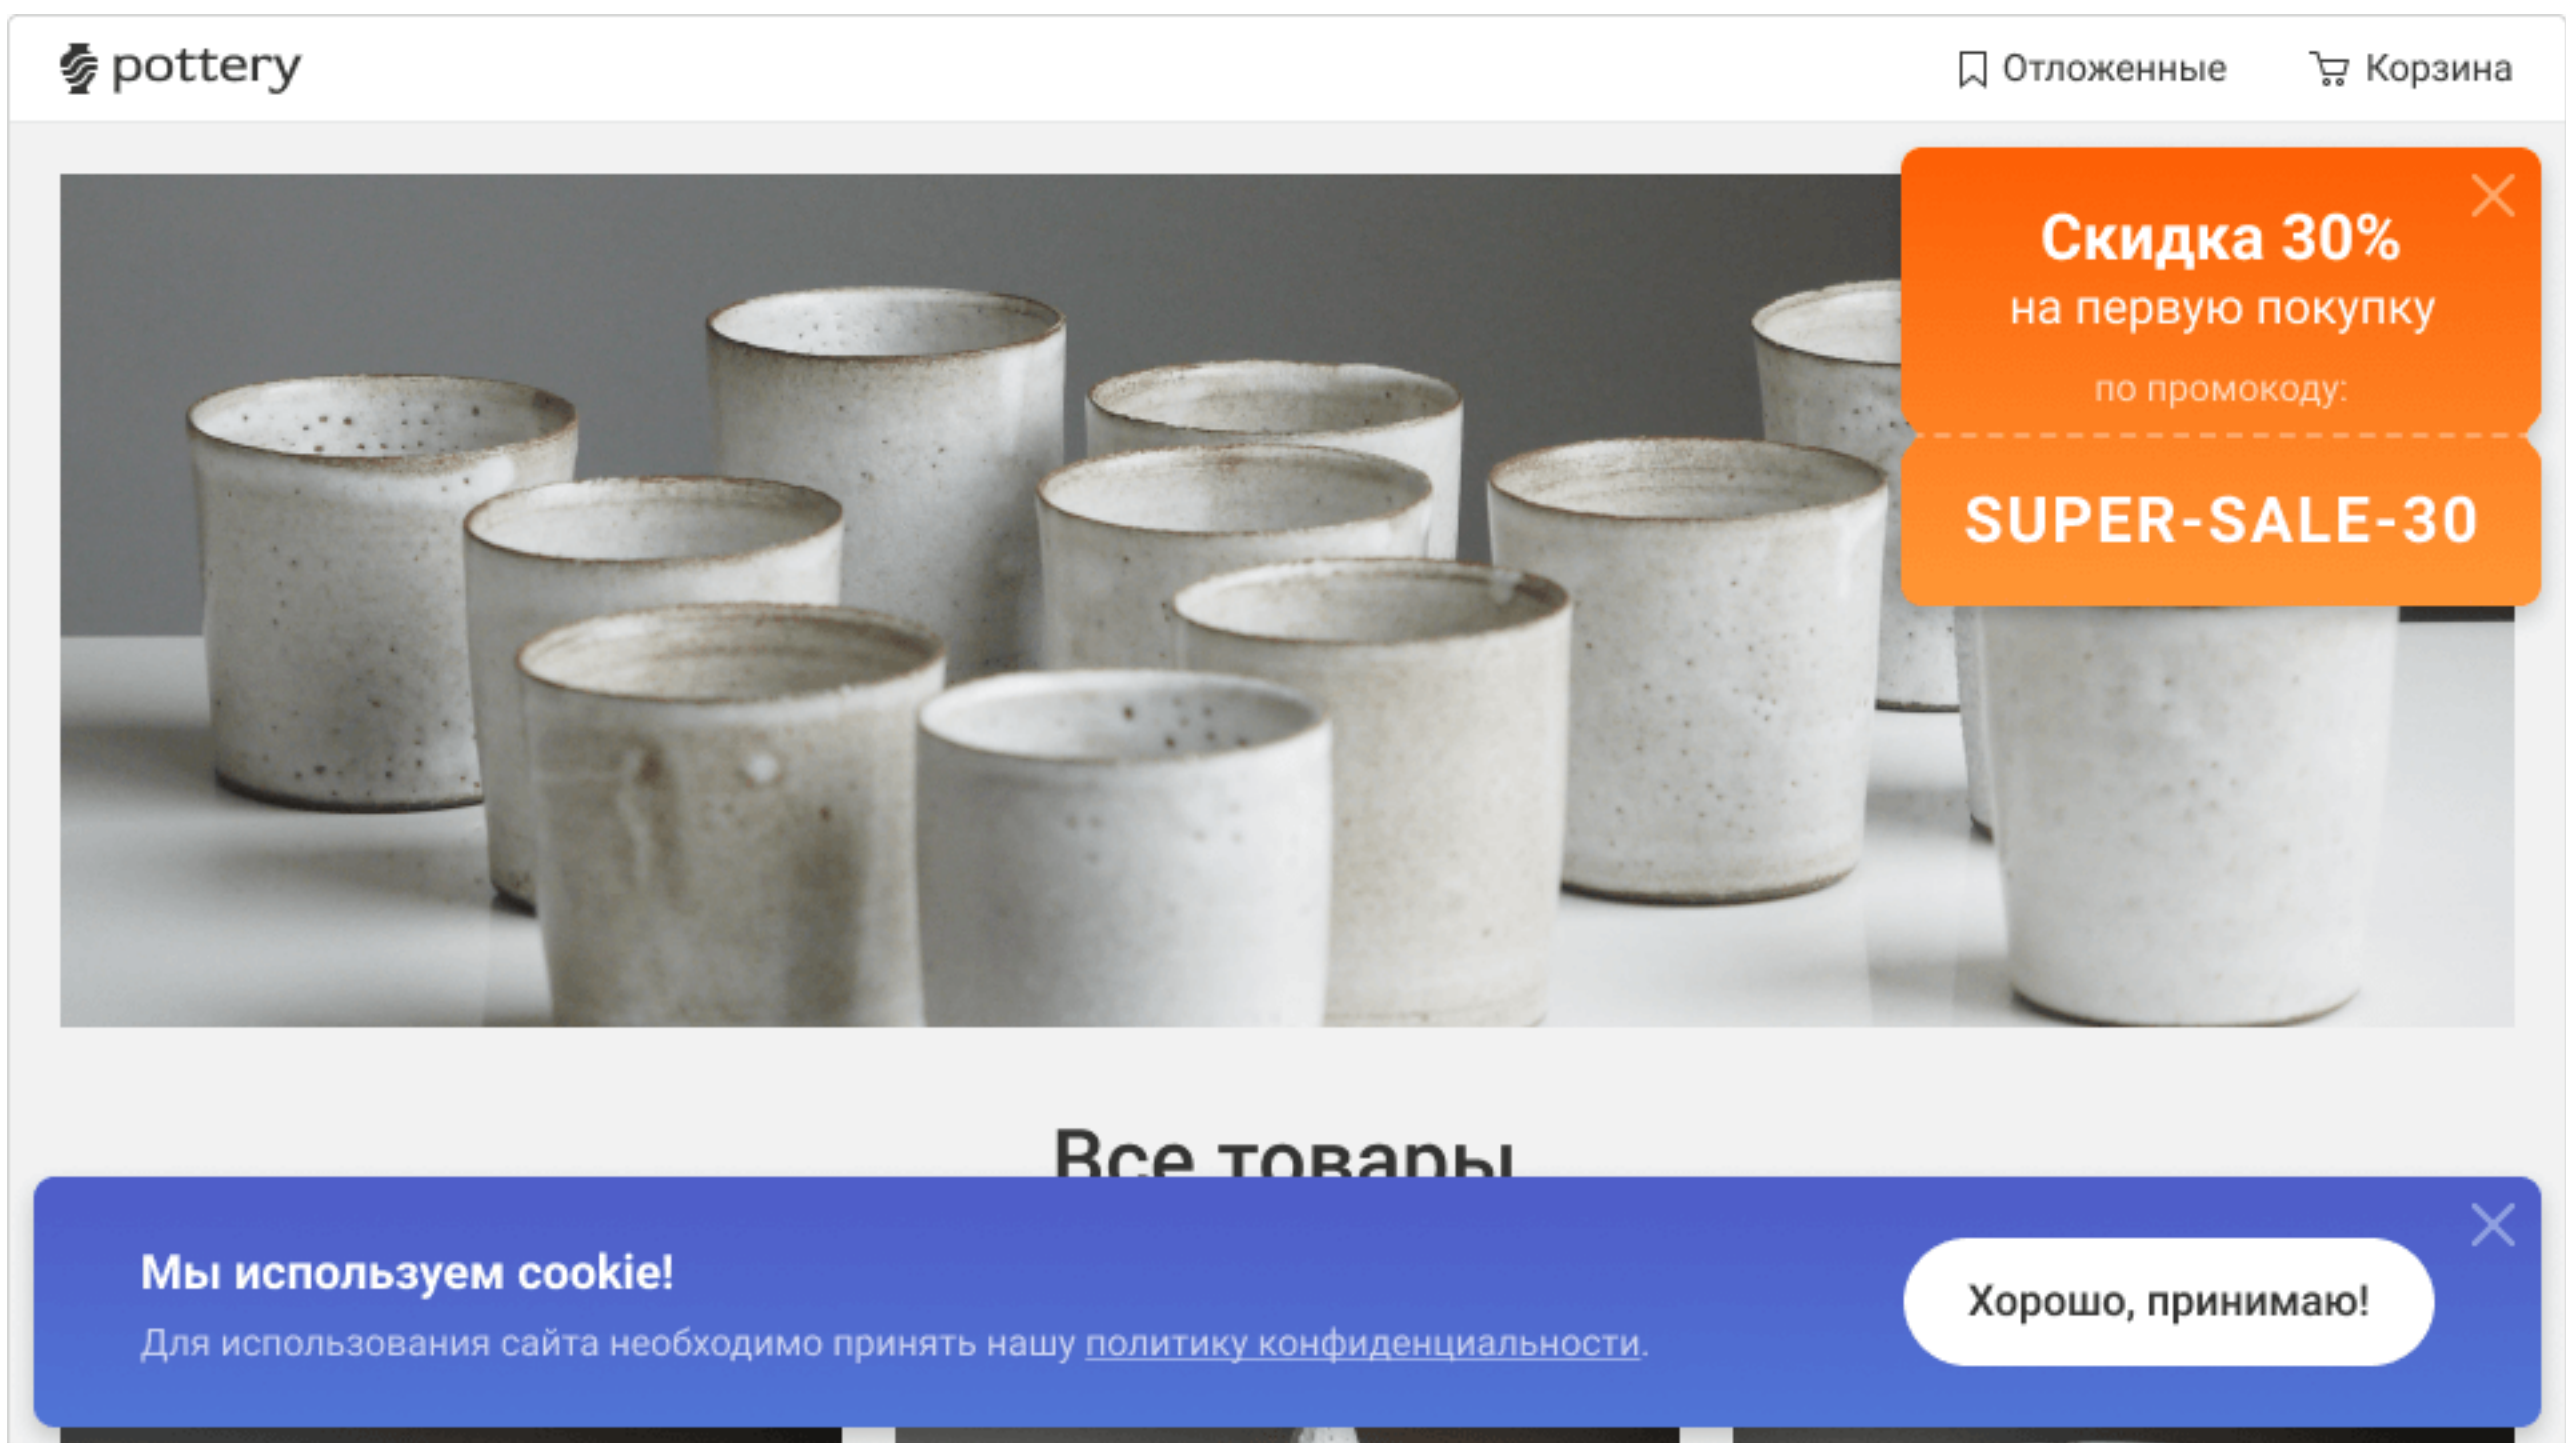 pottery
Отложенные
Корзина
Скидка 30%
на первую покупку
по промокоду:
SUPER-SALE-30
Все товары
Мы используем cookie!
Для использования сайта необходимо принять нашу политику конфиденциальности.
Хорошо, принимаю!